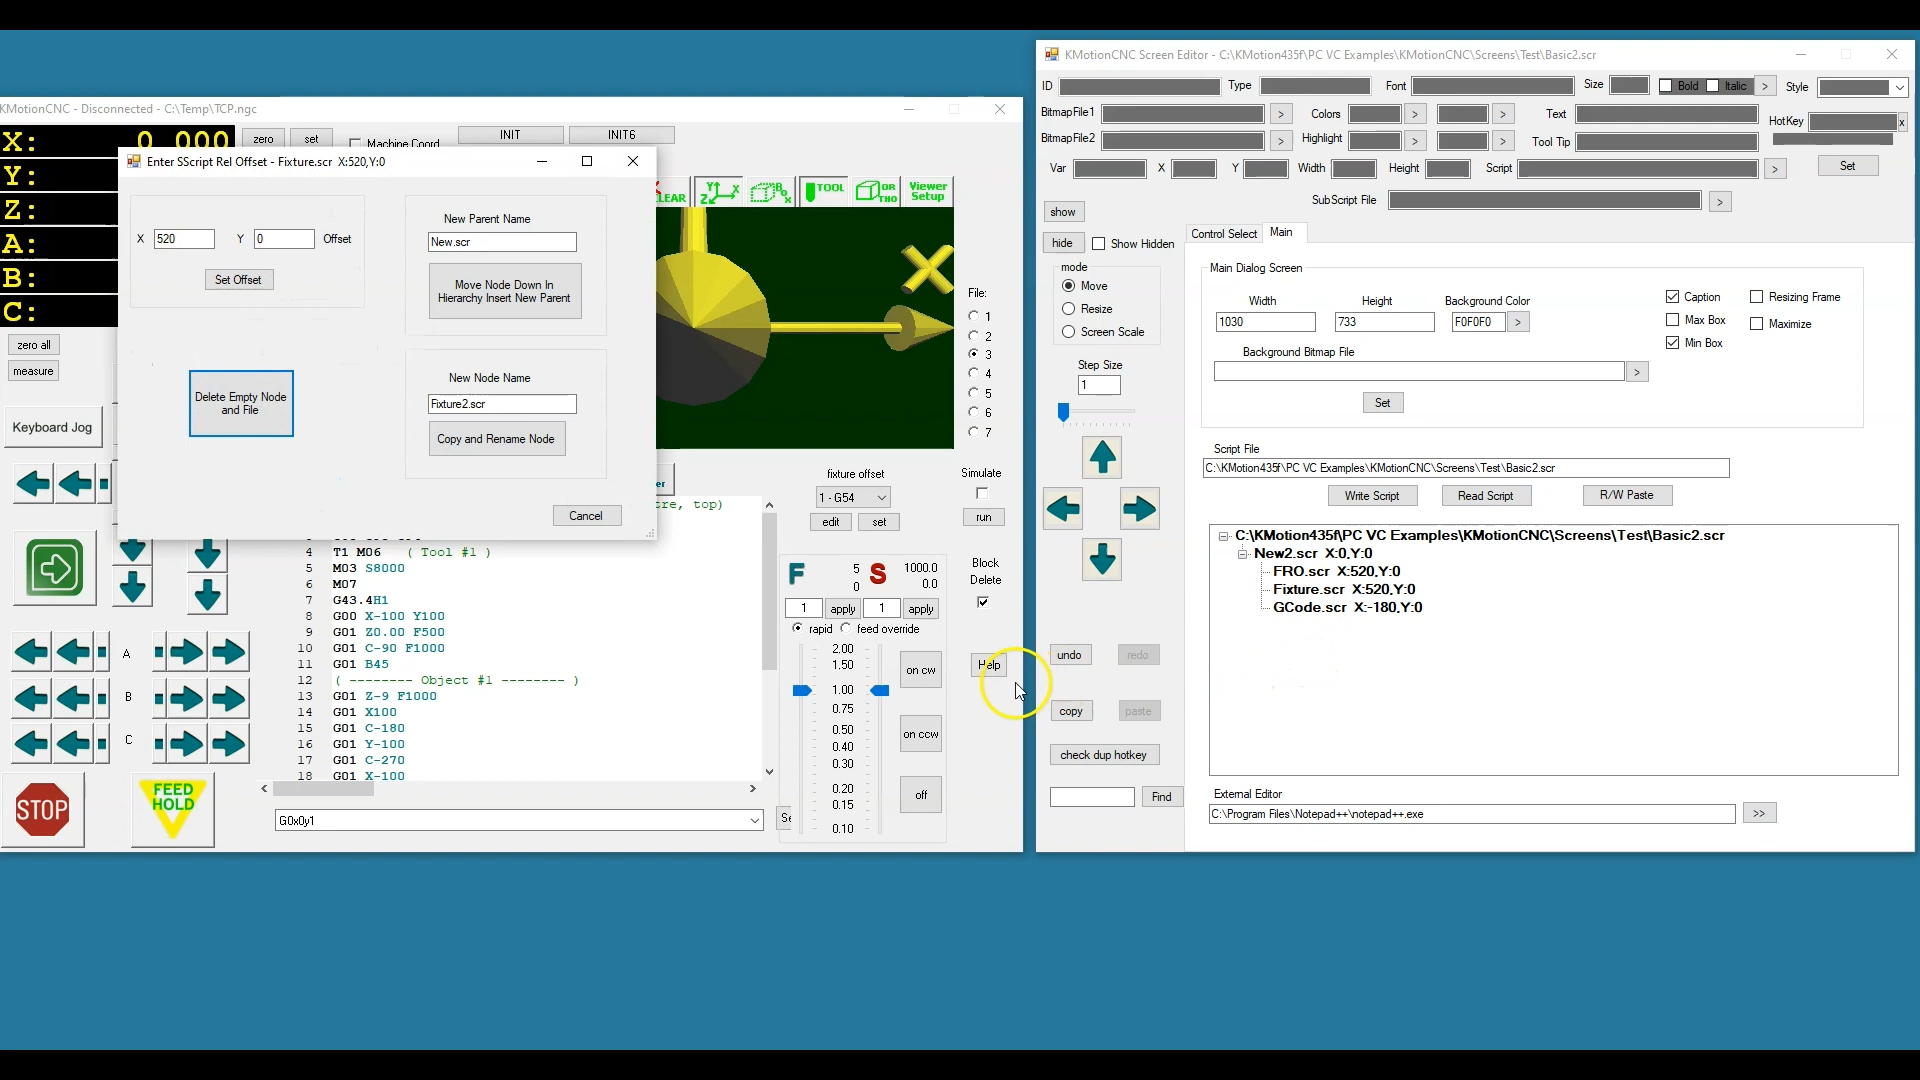 KMotionCNC - Disconnected - C:\Temp\TCP.ngc
X: 0 000
Y:
Z:
A:
B:
C:
zero
set
Machine Coord
INIT
INIT6
Enter SScript Rel Offset - Fixture.scr X:520,Y:0
X 520 Y 0 Offset
Set Offset
New Parent Name
New.scr
Move Node Down In
Hierarchy Insert New Parent
Delete Empty Node
and File
New Node Name
Fixture2.scr
Copy and Rename Node
Cancel
LEAR
Y X
Z
BOX
TOOL
OR
THO
Viewer
Setup
X
File:
1
2
3
4
5
6
7
zero all
measure
Keyboard Jog
A
B
C
STOP
FEED
HOLD
er
tre, top)
4 T1 M06 ( Tool #1 )
5 M03 S8000
6 M07
7 G43.4H1
8 G00 X-100 Y100
9 G01 Z0.00 F500
10 G01 C-90 F1000
11 G01 B45
12 ( -------- Object #1 -------- )
13 G01 Z-9 F1000
14 G01 X100
15 G01 C-180
16 G01 Y-100
17 G01 C-270
18 G01 X-100
G0x0y1
Se
fixture offset
1 - G54
edit
set
Simulate
run
Block
Delete
F 5
0
S 1000.0
0.0
1 apply 1 apply
rapid feed override
2.00
1.50
1.00
0.75
0.50
0.40
0.30
0.20
0.15
0.10
on cw
on ccw
off
Help
KMotionCNC Screen Editor - C:\KMotion435f\PC VC Examples\KMotionCNC\Screens\Test\Basic2.scr
ID Type Font Size Bold Italic > Style
BitmapFile1 > Colors > > Text HotKey x
BitmapFile2 > Highlight > > Tool Tip
Var X Y Width Height Script > Set
SubScript File >
show
hide
Show Hidden
Control Select
Main
mode
Move
Resize
Screen Scale
Step Size
1
undo
redo
copy
paste
check dup hotkey
Find
Main Dialog Screen
Width Height Background Color
1030 733 F0F0F0 >
Caption
Resizing Frame
Max Box
Maximize
Min Box
Background Bitmap File
>
Set
Script File
C:\KMotion435f\PC VC Examples\KMotionCNC\Screens\Test\Basic2.scr
Write Script
Read Script
R/W Paste
C:\KMotion435f\PC VC Examples\KMotionCNC\Screens\Test\Basic2.scr
New2.scr X:0,Y:0
FRO.scr X:520,Y:0
Fixture.scr X:520,Y:0
GCode.scr X:-180,Y:0
External Editor
C:\Program Files\Notepad++\notepad++.exe
>>